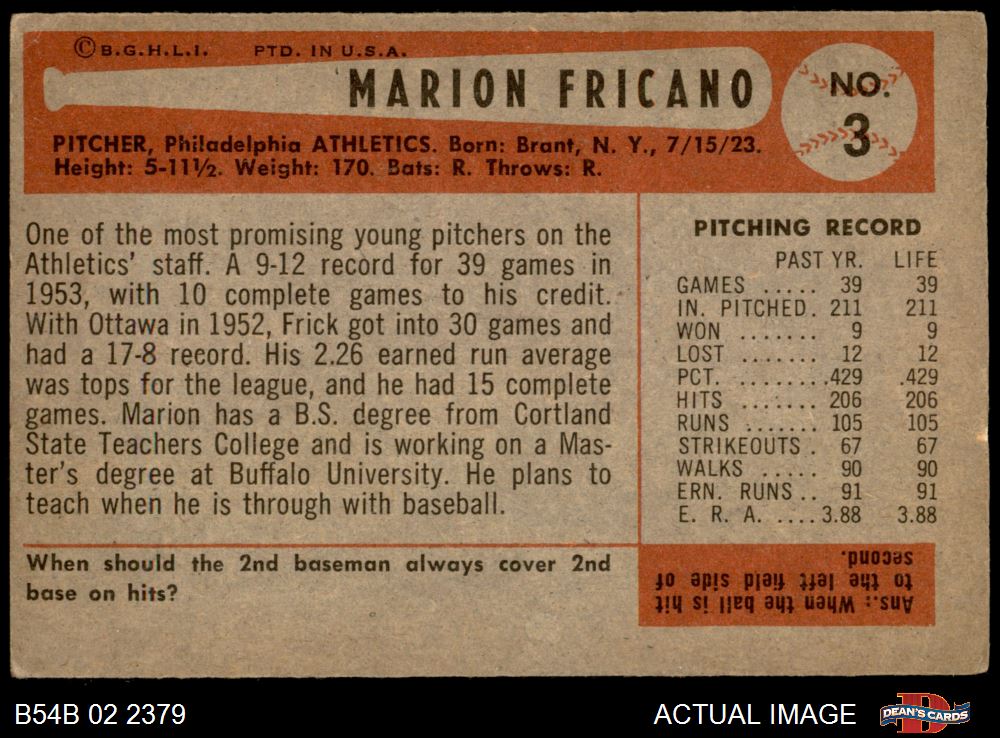 ©B.G.H.L.I. PTD. IN U.S.A.
MARION FRICANO
NO.
3
PITCHER, Philadelphia ATHLETICS. Born: Brant, N. Y., 7/15/23.
Height: 5-11½. Weight: 170. Bats: R. Throws: R.
One of the most promising young pitchers on the
Athletics' staff. A 9-12 record for 39 games in
1953, with 10 complete games to his credit.
With Ottawa in 1952, Frick got into 30 games and
had a 17-8 record. His 2.26 earned run average
was tops for the league, and he had 15 complete
games. Marion has a B.S. degree from Cortland
State Teachers College and is working on a Mas-
ter's degree at Buffalo University. He plans to
teach when he is through with baseball.
PITCHING RECORD
PAST YR. LIFE
GAMES ..... 39 39
IN. PITCHED. 211 211
WON ....... 9 9
LOST ....... 12 12
PCT. ........429 .429
HITS ....... 206 206
RUNS ....... 105 105
STRIKEOUTS . 67 67
WALKS ..... 90 90
ERN. RUNS .. 91 91
E. R. A. ....3.88 3.88
When should the 2nd baseman always cover 2nd
base on hits?
Ans.: When the ball is hit
to the left field side of
second.
B54B 02 2379
ACTUAL IMAGE
DEAN'S CARDS